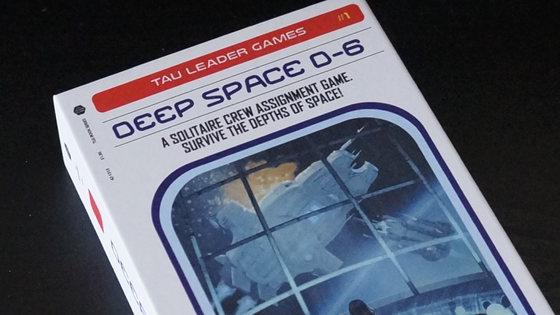 TAU LEADER GAMES
#1
DEEP SPACE D-6
A SOLITAIRE CREW ASSIGNMENT GAME.
SURVIVE THE DEPTHS OF SPACE!